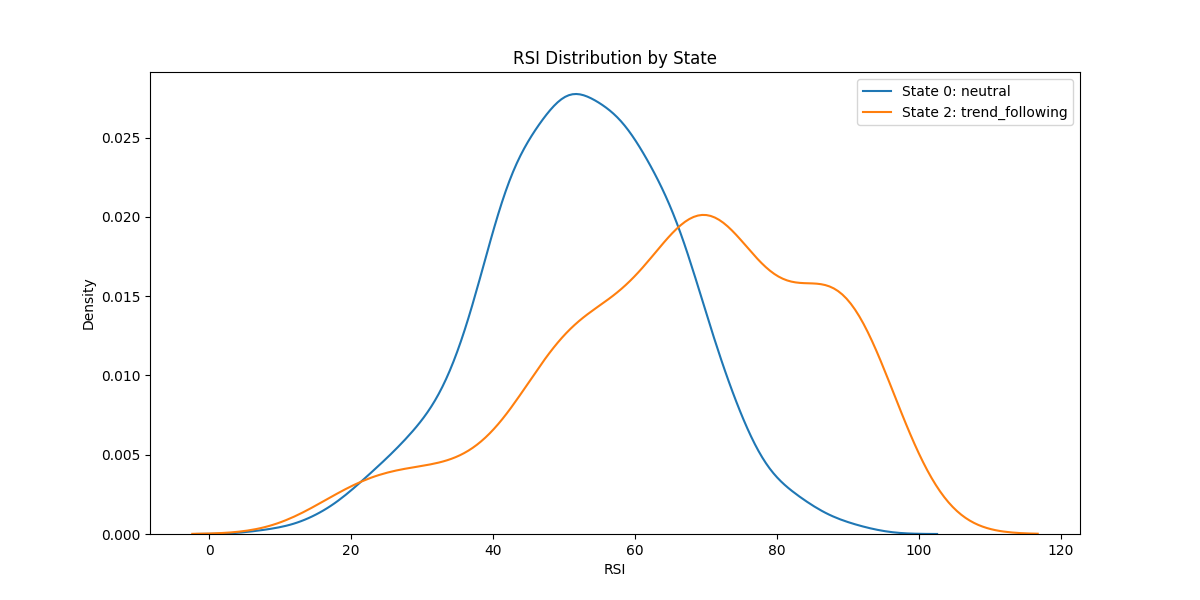 RSI Distribution by State
State 0: neutral
State 2: trend_following
Density
0.025
0.020
0.015
0.010
0.005
0.000
0
20
40
60
80
100
120
RSI